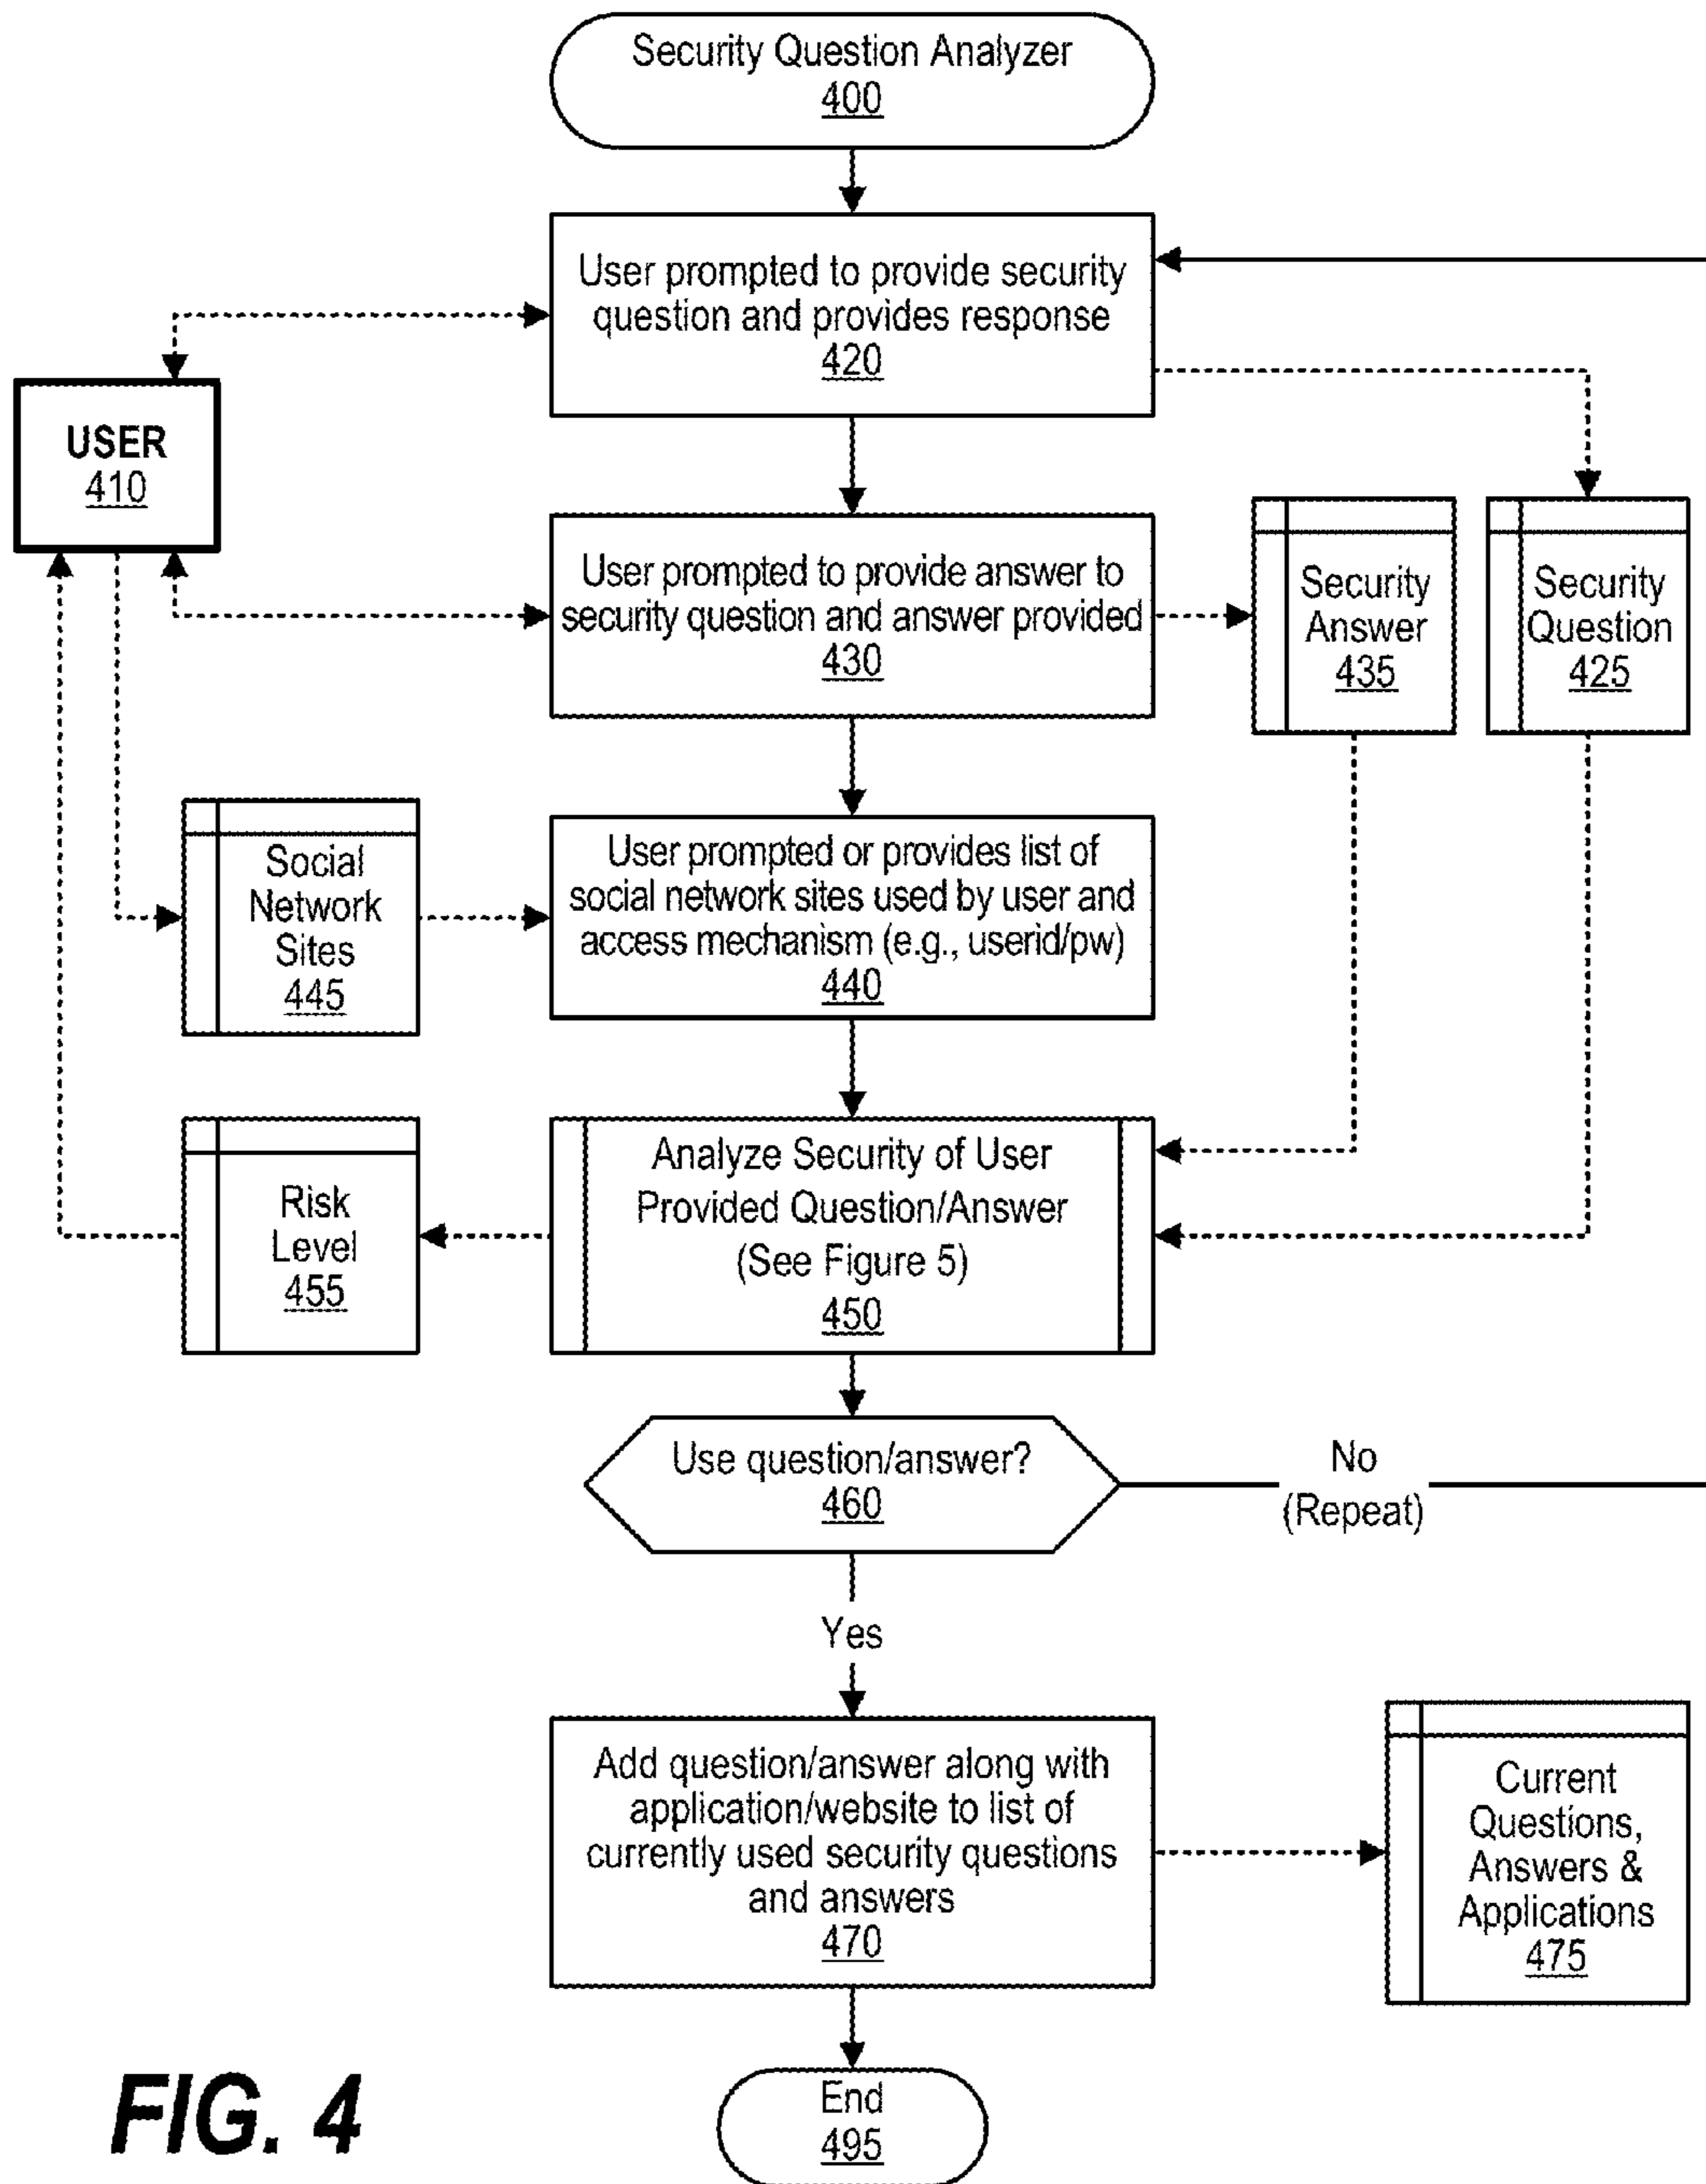 Security Question Analyzer
400
User prompted to provide security
question and provides response
420
USER
410
User prompted to provide answer to
security question and answer provided
430
Security
Answer
435
Security
Question
425
Social
Network
Sites
445
User prompted or provides list of
social network sites used by user and
access mechanism (e.g., userid/pw)
440
Analyze Security of User
Provided Question/Answer
(See Figure 5)
450
Risk
Level
455
Use question/answer?
460
No
(Repeat)
Yes
Add question/answer along with
application/website to list of
currently used security questions
and answers
470
Current
Questions,
Answers &
Applications
475
End
495
FIG. 4